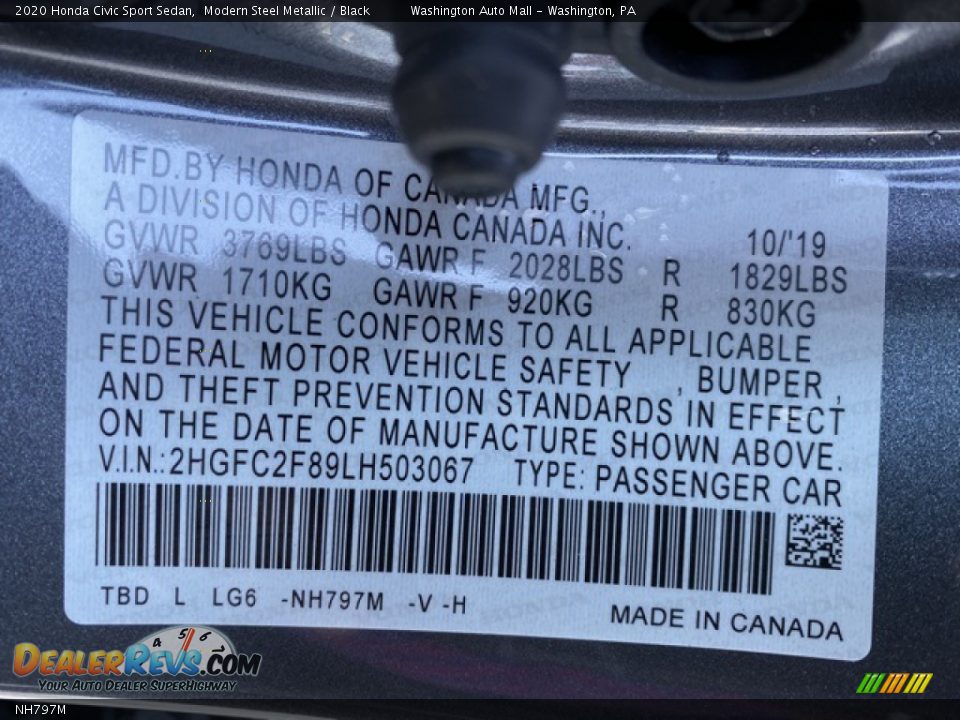 2020 Honda Civic Sport Sedan, Modern Steel Metallic / Black Washington Auto Mall - Washington, PA
MFD.BY HONDA OF CANADA MFG.,
A DIVISION OF HONDA CANADA INC. 10/'19
GVWR 3769LBS GAWR F 2028LBS R 1829LBS
GVWR 1710KG GAWR F 920KG R 830KG
THIS VEHICLE CONFORMS TO ALL APPLICABLE
FEDERAL MOTOR VEHICLE SAFETY , BUMPER ,
AND THEFT PREVENTION STANDARDS IN EFFECT
ON THE DATE OF MANUFACTURE SHOWN ABOVE.
V.I.N.:2HGFC2F89LH503067 TYPE: PASSENGER CAR
TBD L LG6 -NH797M -V -H
MADE IN CANADA
4 5 6
DEALERREVS.COM
YOUR AUTO DEALER SUPERHIGHWAY
NH797M